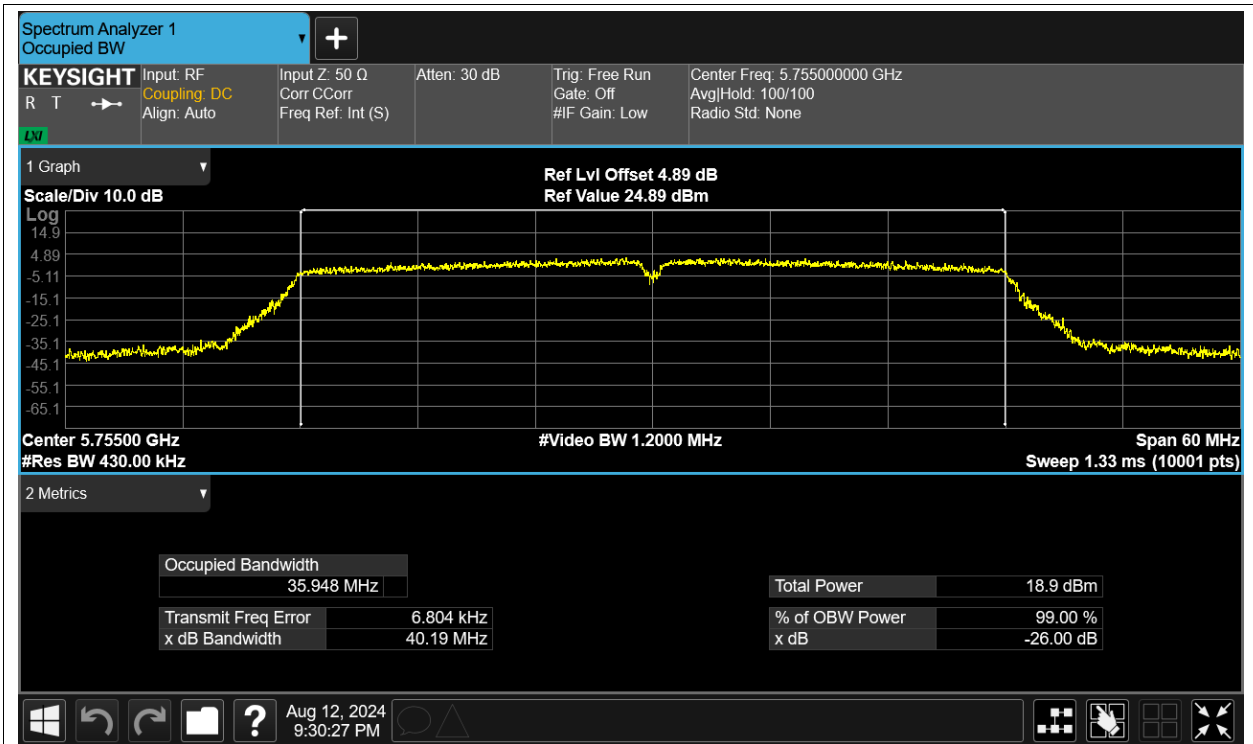 Spectrum Analyzer 1
Occupied BW
KEYSIGHT
R T
LXI
Input: RF
Coupling: DC
Align: Auto
Input Z: 50 Ω
Corr CCorr
Freq Ref: Int (S)
Atten: 30 dB
Trig: Free Run
Gate: Off
#IF Gain: Low
Center Freq: 5.755000000 GHz
Avg|Hold: 100/100
Radio Std: None
1 Graph
Scale/Div 10.0 dB
Ref Lvl Offset 4.89 dB
Ref Value 24.89 dBm
Log
14.9
4.89
-5.11
-15.1
-25.1
-35.1
-45.1
-55.1
-65.1
Center 5.75500 GHz
#Video BW 1.2000 MHz
Span 60 MHz
#Res BW 430.00 kHz
Sweep 1.33 ms (10001 pts)
2 Metrics
Occupied Bandwidth
35.948 MHz
Total Power 18.9 dBm
Transmit Freq Error 6.804 kHz
% of OBW Power 99.00 %
x dB Bandwidth 40.19 MHz
x dB -26.00 dB
?
Aug 12, 2024
9:30:27 PM